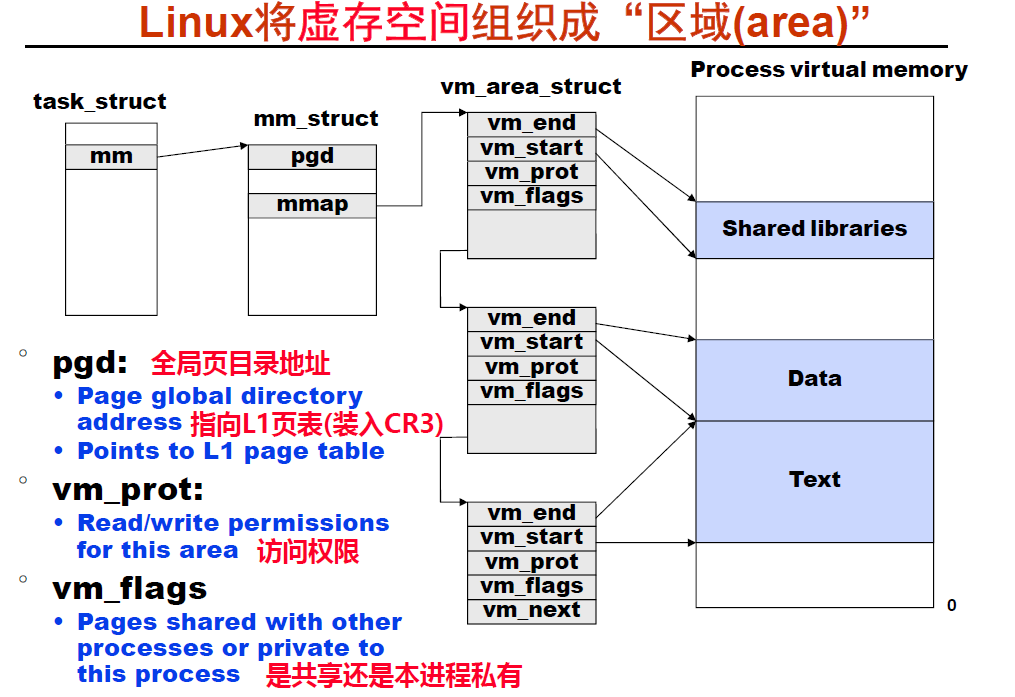 Linux将虚存空间组织成“区域(area)”
task_struct
mm
mm_struct
pgd
mmap
vm_area_struct
vm_end
vm_start
vm_prot
vm_flags
vm_end
vm_start
vm_prot
vm_flags
vm_end
vm_start
vm_prot
vm_flags
vm_next
Process virtual memory
Shared libraries
Data
Text
0
pgd: 全局页目录地址
• Page global directory
address 指向L1页表(装入CR3)
• Points to L1 page table
vm_prot:
• Read/write permissions
for this area 访问权限
vm_flags
• Pages shared with other
processes or private to
this process 是共享还是本进程私有